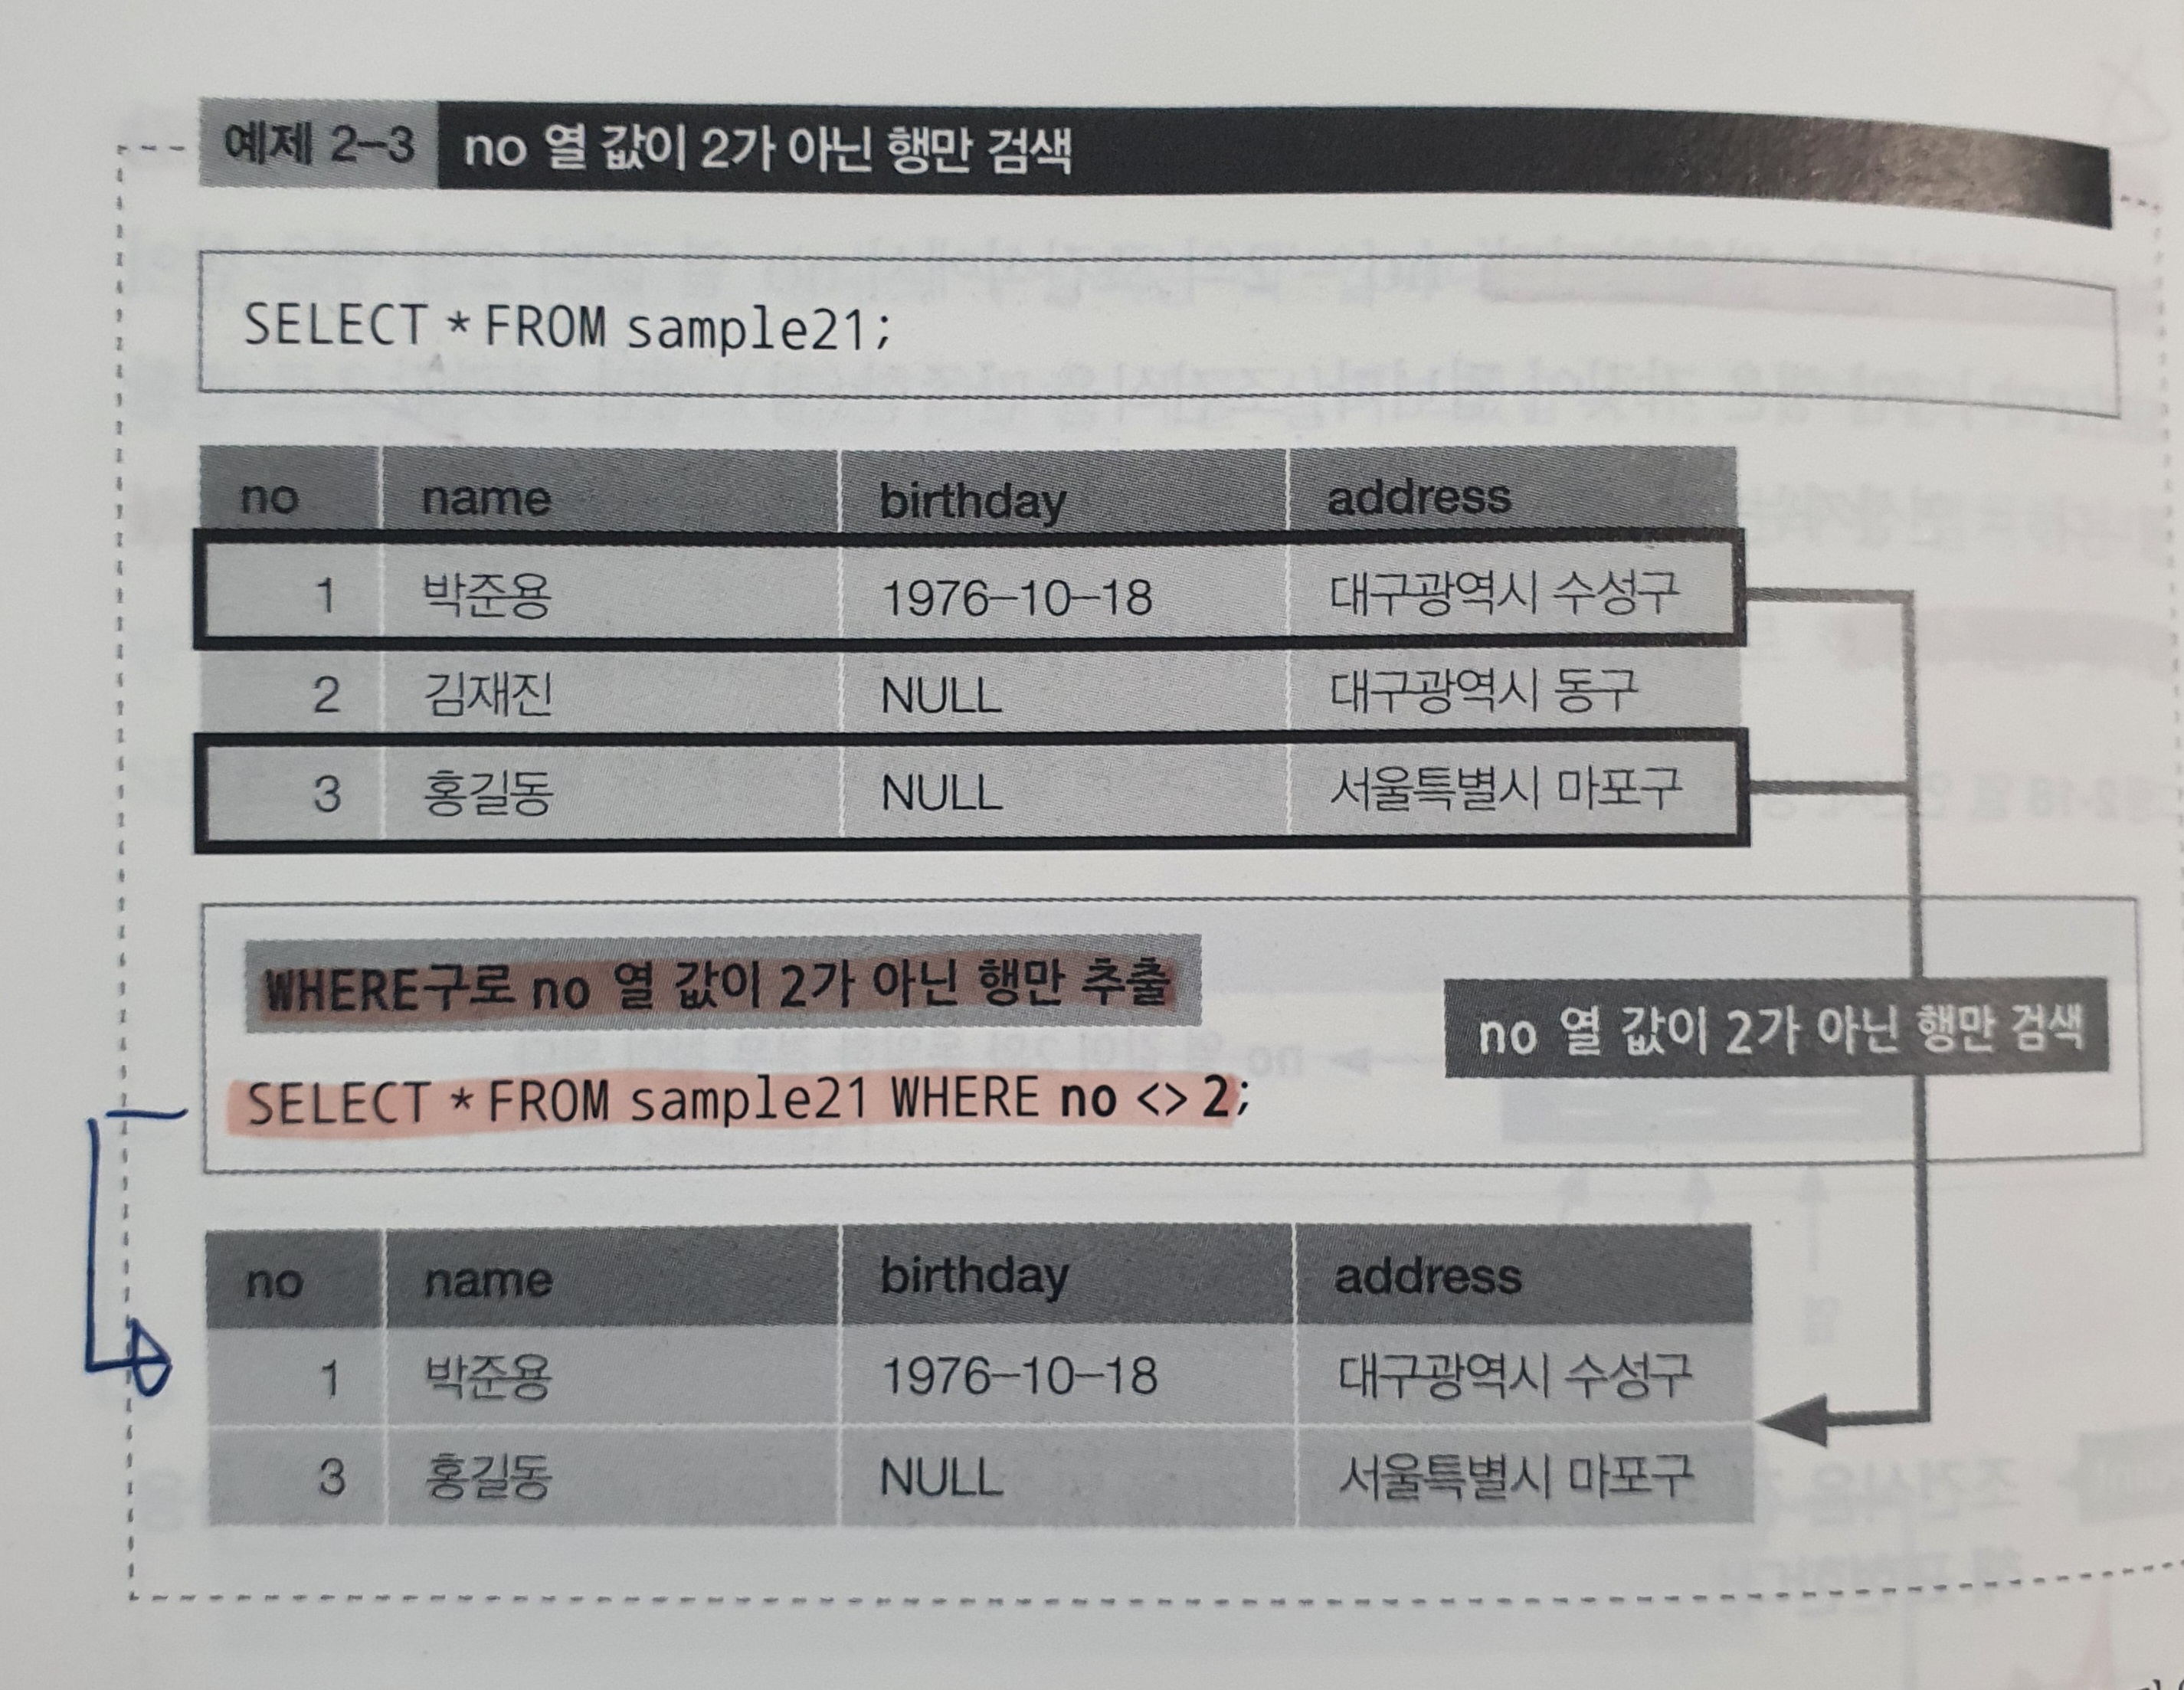 예제 2-3 no 열 값이 2가 아닌 행만 검색
SELECT * FROM sample21;
no name birthday address
1 박준용 1976-10-18 대구광역시 수성구
2 김재진 NULL 대구광역시 동구
3 홍길동 NULL 서울특별시 마포구
WHERE구로 no 열 값이 2가 아닌 행만 추출
no 열 값이 2가 아닌 행만 검색
SELECT * FROM sample21 WHERE no <> 2;
no name birthday address
1 박준용 1976-10-18 대구광역시 수성구
3 홍길동 NULL 서울특별시 마포구